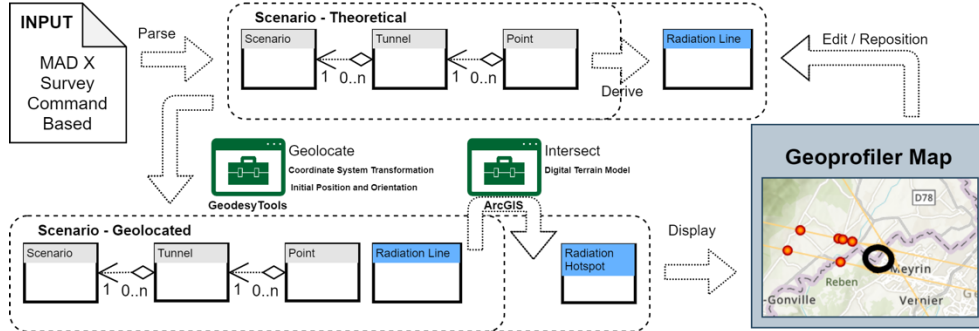 INPUT
MAD X
Survey
Command
Based
Parse
Scenario - Theoretical
Scenario
Tunnel
Point
1
0..n
1
0..n
Derive
Radiation Line
Edit / Reposition
Geolocate
Coordinate System Transformation
Initial Position and Orientation
GeodesyTools
Intersect
Digital Terrain Model
ArcGIS
Scenario - Geolocated
Scenario
Tunnel
Point
Radiation Line
1
0..n
1
0..n
Radiation
Hotspot
Display
Geoprofiler Map
D78
Meyrin
Reben
Vernier
-Gonville
Ge